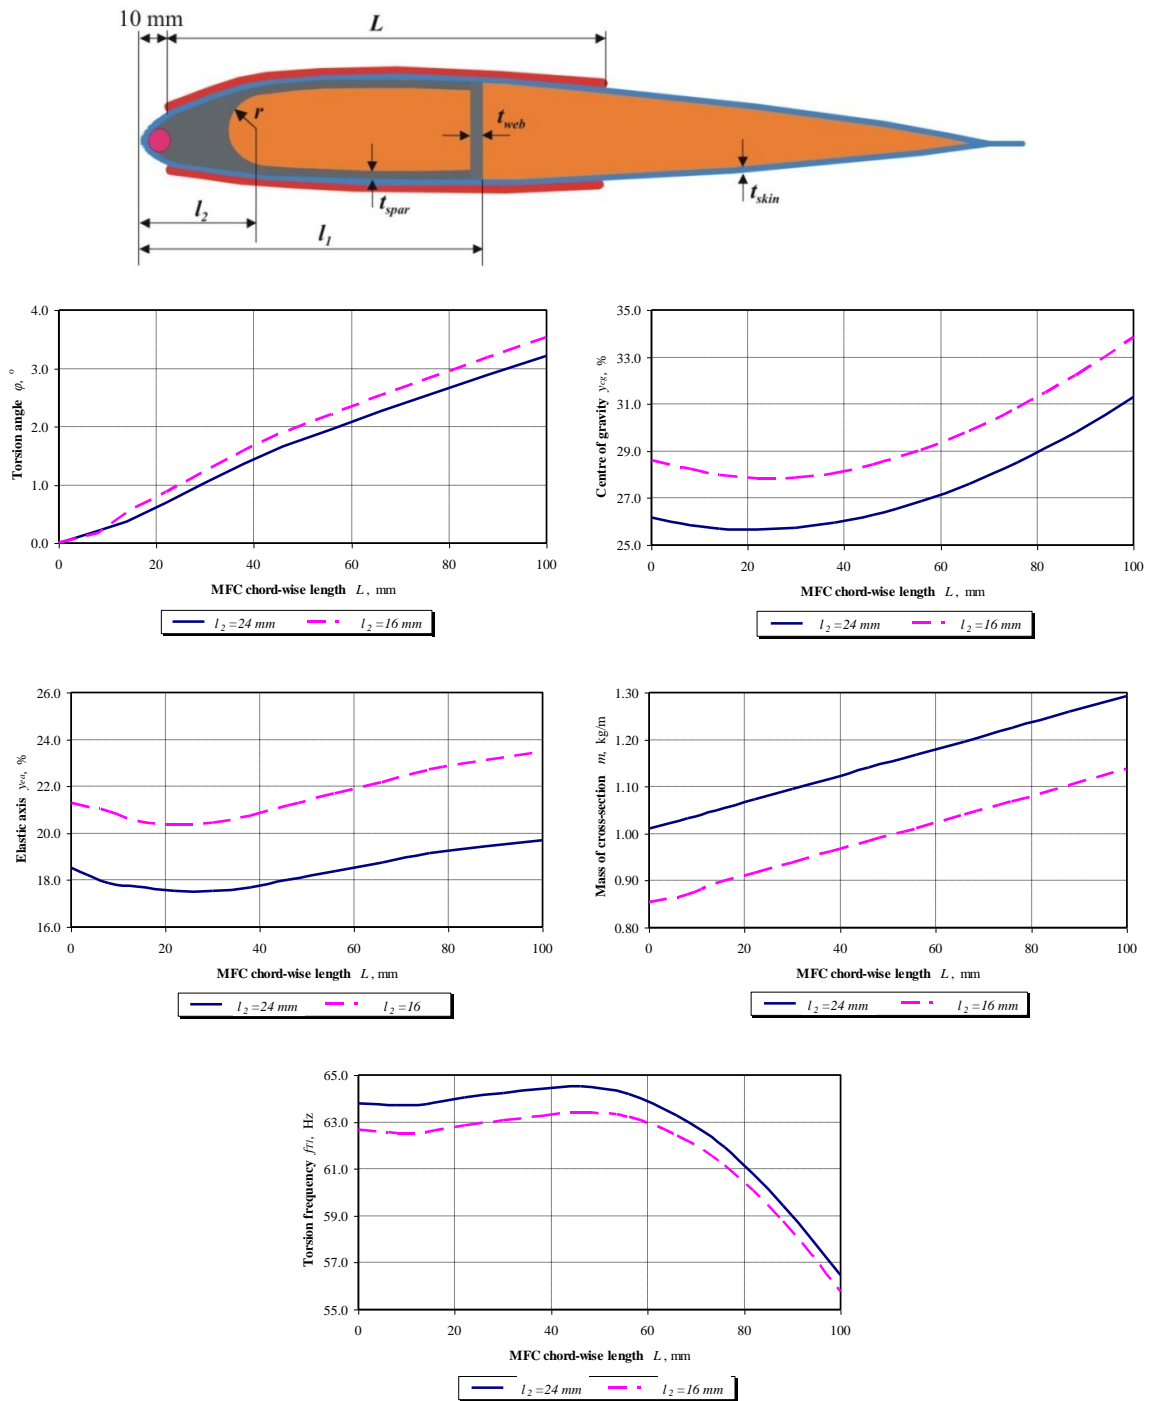 10 mm
L
r
t_web
l_2
t_spar
t_skin
l_1
4.0
3.0
2.0
1.0
0.0
Torsion angle φ, °
0 20 40 60 80 100
MFC chord-wise length L, mm
l_2=24 mm l_2=16 mm
35.0
33.0
31.0
29.0
27.0
25.0
Centre of gravity y_cg, %
0 20 40 60 80 100
MFC chord-wise length L, mm
l_2=24 mm l_2=16 mm
26.0
24.0
22.0
20.0
18.0
16.0
Elastic axis y_ea, %
0 20 40 60 80 100
MFC chord-wise length L, mm
l_2=24 mm l_2=16
1.30
1.20
1.10
1.00
0.90
0.80
Mass of cross-section m, kg/m
0 20 40 60 80 100
MFC chord-wise length L, mm
l_2=24 mm l_2=16 mm
65.0
63.0
61.0
59.0
57.0
55.0
Torsion frequency f_T1, Hz
0 20 40 60 80 100
MFC chord-wise length L, mm
l_2=24 mm l_2=16 mm